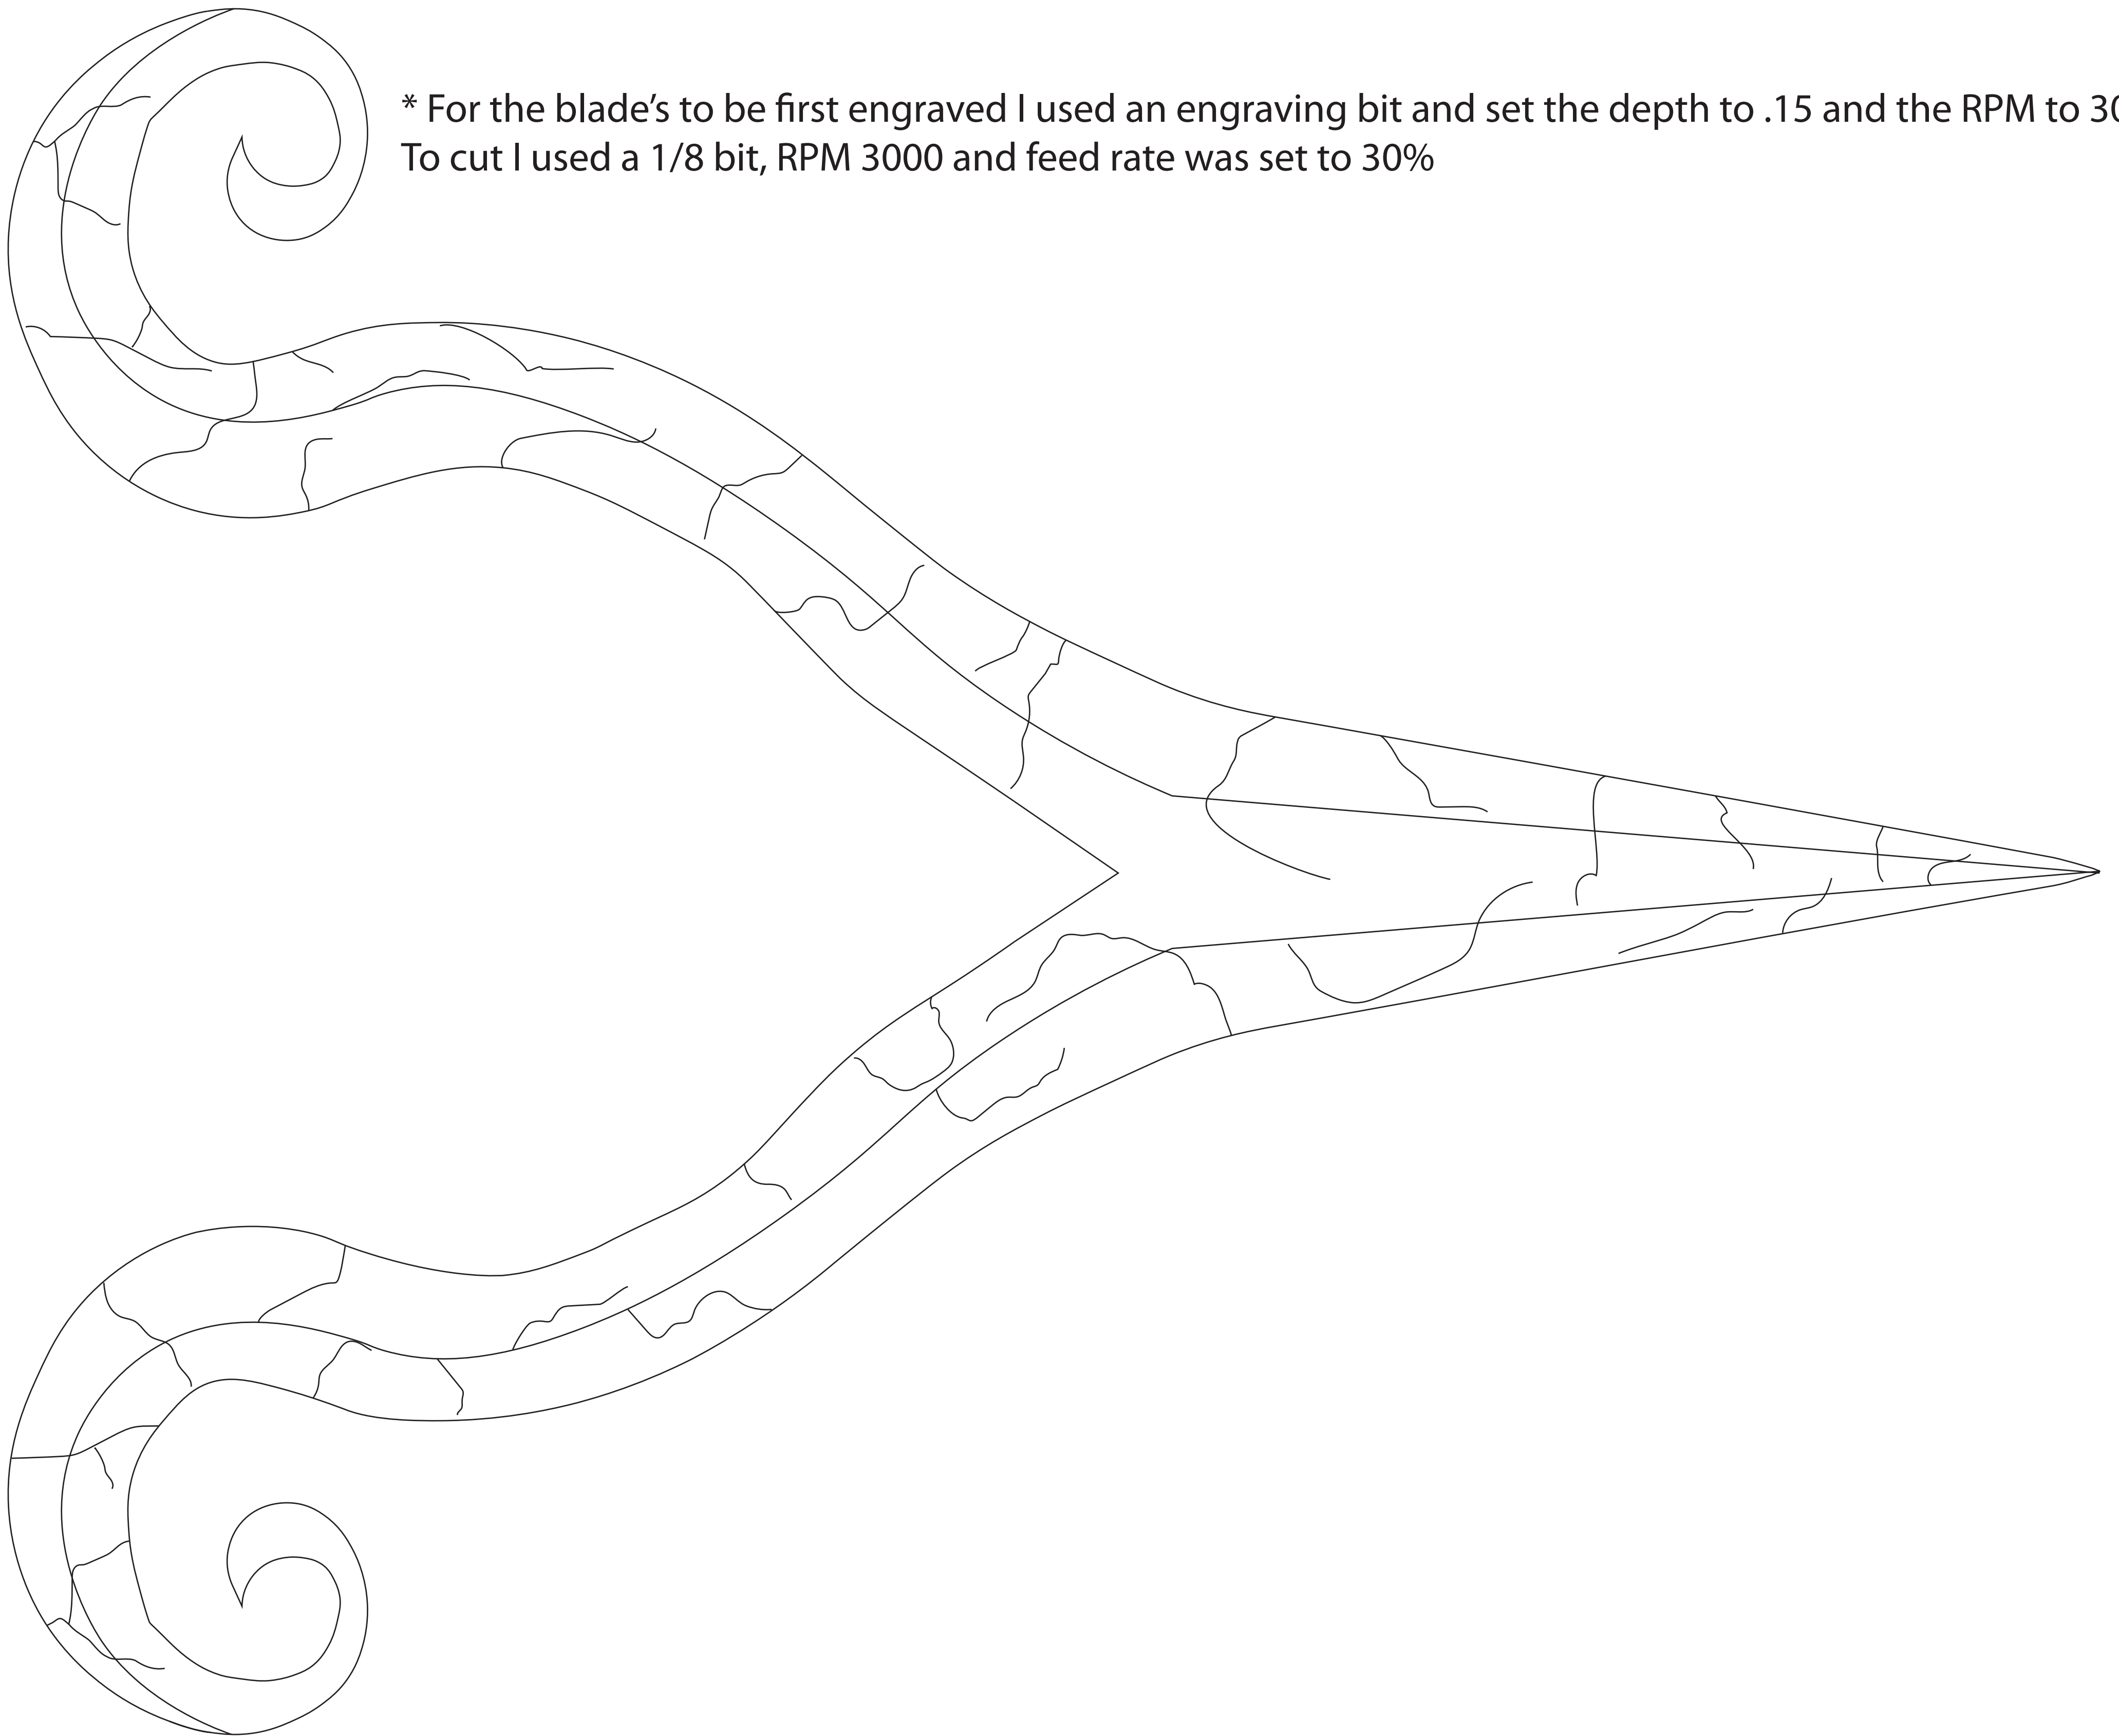 * For the blade’s to be first engraved I used an engraving bit and set the depth to .15 and the RPM to
To cut I used a 1/8 bit, RPM 3000 and feed rate was set to 30%